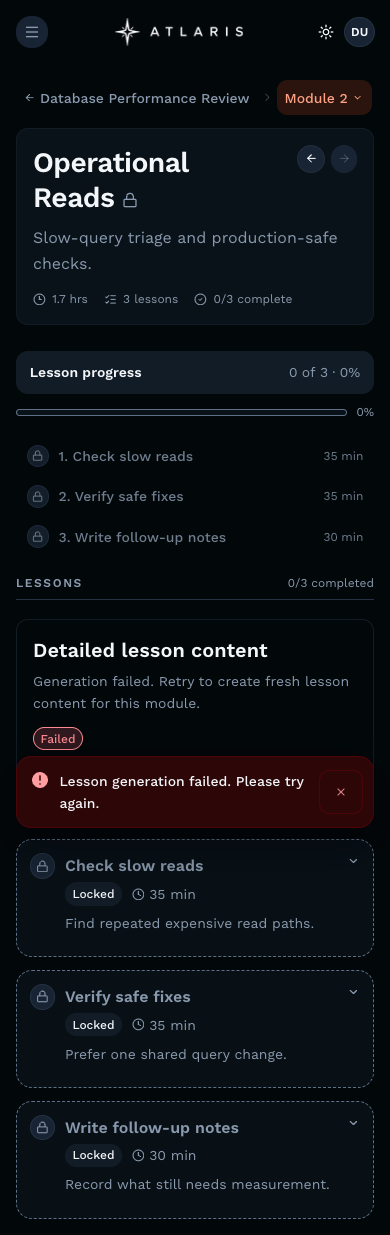 ATLARIS
DU
← Database Performance Review
Module 2
Operational
Reads
Slow-query triage and production-safe
checks.
1.7 hrs
3 lessons
0/3 complete
Lesson progress
0 of 3 · 0%
0%
1. Check slow reads
35 min
2. Verify safe fixes
35 min
3. Write follow-up notes
30 min
LESSONS
0/3 completed
Detailed lesson content
Generation failed. Retry to create fresh lesson
content for this module.
Failed
Lesson generation failed. Please try
again.
Check slow reads
Locked
35 min
Find repeated expensive read paths.
Verify safe fixes
Locked
35 min
Prefer one shared query change.
Write follow-up notes
Locked
30 min
Record what still needs measurement.